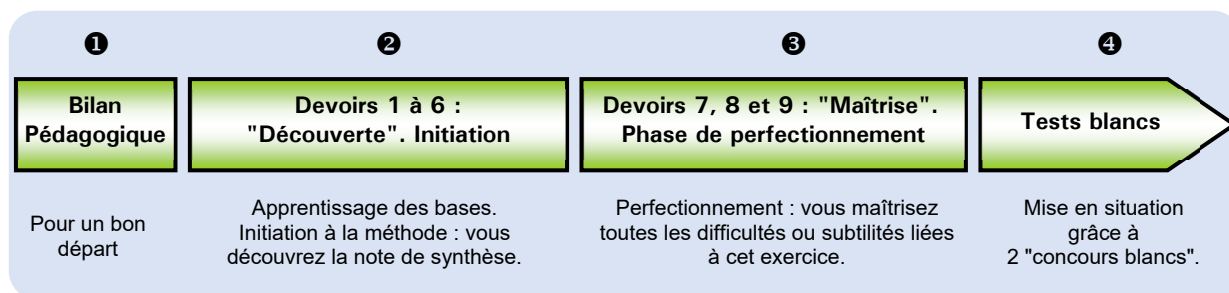 ❶
❷
❸
❹
Bilan
Pédagogique
Devoirs 1 à 6 :
"Découverte". Initiation
Devoirs 7, 8 et 9 : "Maîtrise".
Phase de perfectionnement
Tests blancs
Pour un bon
départ
Apprentissage des bases.
Initiation à la méthode : vous
découvrez la note de synthèse.
Perfectionnement : vous maîtrisez
toutes les difficultés ou subtilités liées
à cet exercice.
Mise en situation
grâce à
2 "concours blancs".